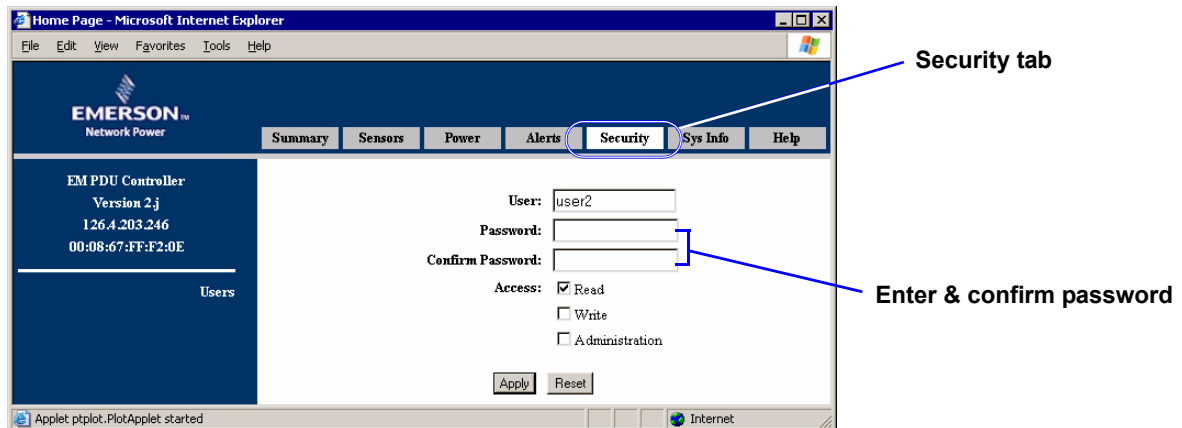 Home Page - Microsoft Internet Explorer
File Edit View Favorites Tools Help
EMERSON™
Network Power
Summary Sensors Power Alerts Security Sys Info Help
Security tab
EM PDU Controller
Version 2.j
126.4.203.246
00:08:67:FF:F2:0E
Users
User: user2
Password:
Confirm Password:
Enter & confirm password
Access: Read
Write
Administration
Apply Reset
Applet ptplot.PlotApplet started Internet